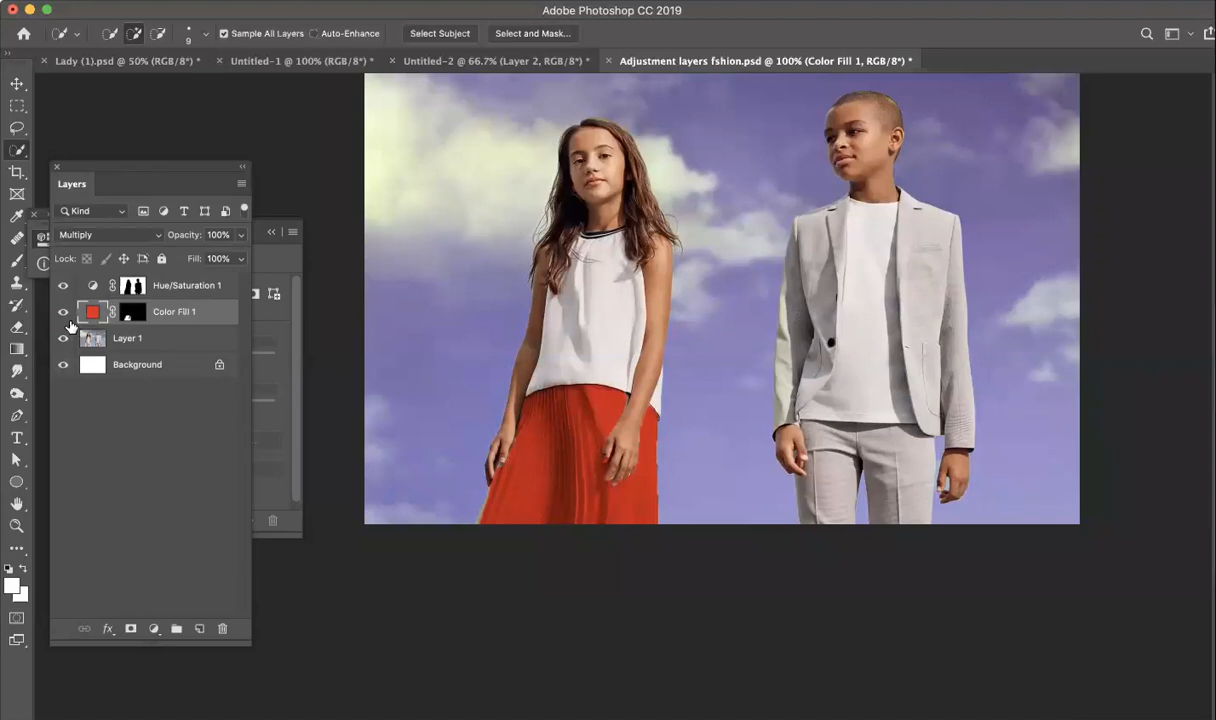 Adobe Photoshop CC 2019
9
Sample All Layers
Auto-Enhance
Select Subject
Select and Mask...
Lady (1).psd @ 50% (RGB/8*) *
Untitled-1 @ 100% (RGB/8*) *
Untitled-2 @ 66.7% (Layer 2, RGB/8*) *
Adjustment layers fshion.psd @ 100% (Color Fill 1, RGB/8*) *
Layers
Kind
Multiply
Opacity: 100%
Lock:
Fill: 100%
Hue/Saturation 1
Color Fill 1
Layer 1
Background
fx